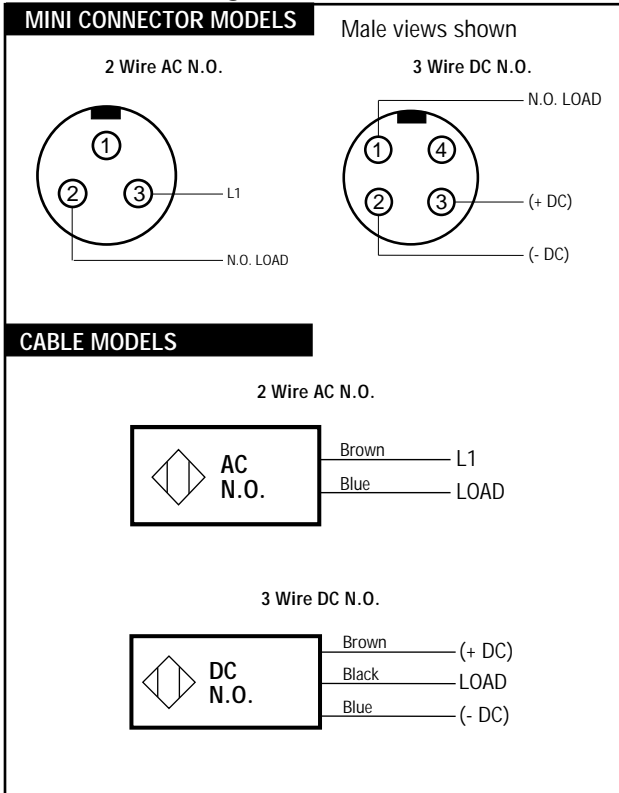 MINI CONNECTOR MODELS
Male views shown
2 Wire AC N.O.
3 Wire DC N.O.
1
2
3
L1
N.O. LOAD
N.O. LOAD
1
4
2
3
(+ DC)
(- DC)
CABLE MODELS
2 Wire AC N.O.
AC
N.O.
Brown
L1
Blue
LOAD
3 Wire DC N.O.
DC
N.O.
Brown
(+ DC)
Black
LOAD
Blue
(- DC)